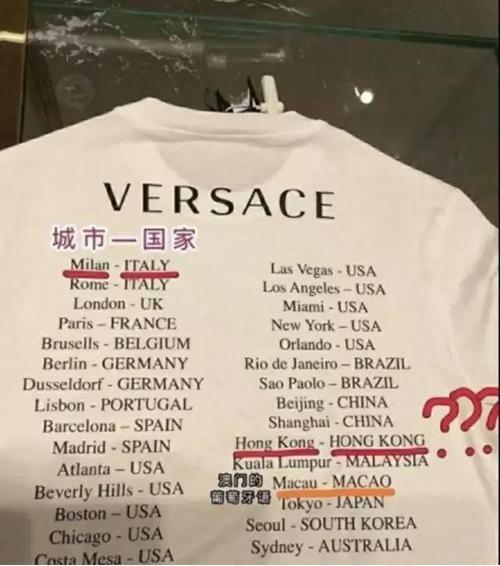 VERSACE
城市—国家
Milan - ITALY
Rome - ITALY
London - UK
Paris – FRANCE
Brusells - BELGIUM
Berlin - GERMANY
Dusseldorf - GERMANY
Lisbon - PORTUGAL
Barcelona – SPAIN
Madrid - SPAIN
Atlanta – USA
Beverly Hills - USA
Boston – USA
Chicago - USA
Costa Mesa - USA
Las Vegas - USA
Los Angeles – USA
Miami - USA
New York – USA
Orlando - USA
Rio de Janeiro – BRAZIL
Sao Paolo – BRAZIL
Beijing - CHINA
Shanghai - CHINA
Hong Kong - HONG KONG
???
Kuala Lumpur - MALAYSIA
澳门的
葡萄牙语
Macau - MACAO
Tokyo - JAPAN
Seoul - SOUTH KOREA
Sydney - AUSTRALIA